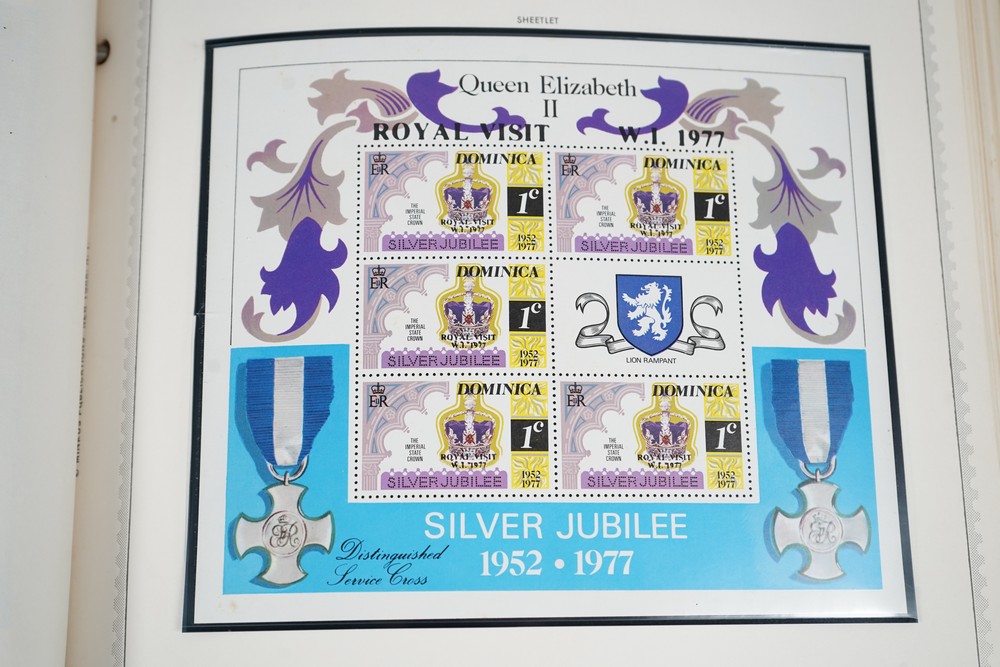 SHEETLET
Queen Elizabeth
II
ROYAL VISIT W.I. 1977
DOMINICA
ER
1c
THE
IMPERIAL
STATE
CROWN
ROYAL VISIT
W.I. 1977
SILVER JUBILEE
1952
1977
DOMINICA
ER
1c
THE
IMPERIAL
STATE
CROWN
ROYAL VISIT
W.I. 1977
SILVER JUBILEE
1952
1977
DOMINICA
ER
1c
THE
IMPERIAL
STATE
CROWN
ROYAL VISIT
W.I. 1977
SILVER JUBILEE
1952
1977
LION RAMPANT
DOMINICA
ER
1c
THE
IMPERIAL
STATE
CROWN
ROYAL VISIT
W.I. 1977
SILVER JUBILEE
1952
1977
DOMINICA
ER
1c
THE
IMPERIAL
STATE
CROWN
ROYAL VISIT
W.I. 1977
SILVER JUBILEE
1952
1977
SILVER JUBILEE
1952 • 1977
Distinguished
Service Cross